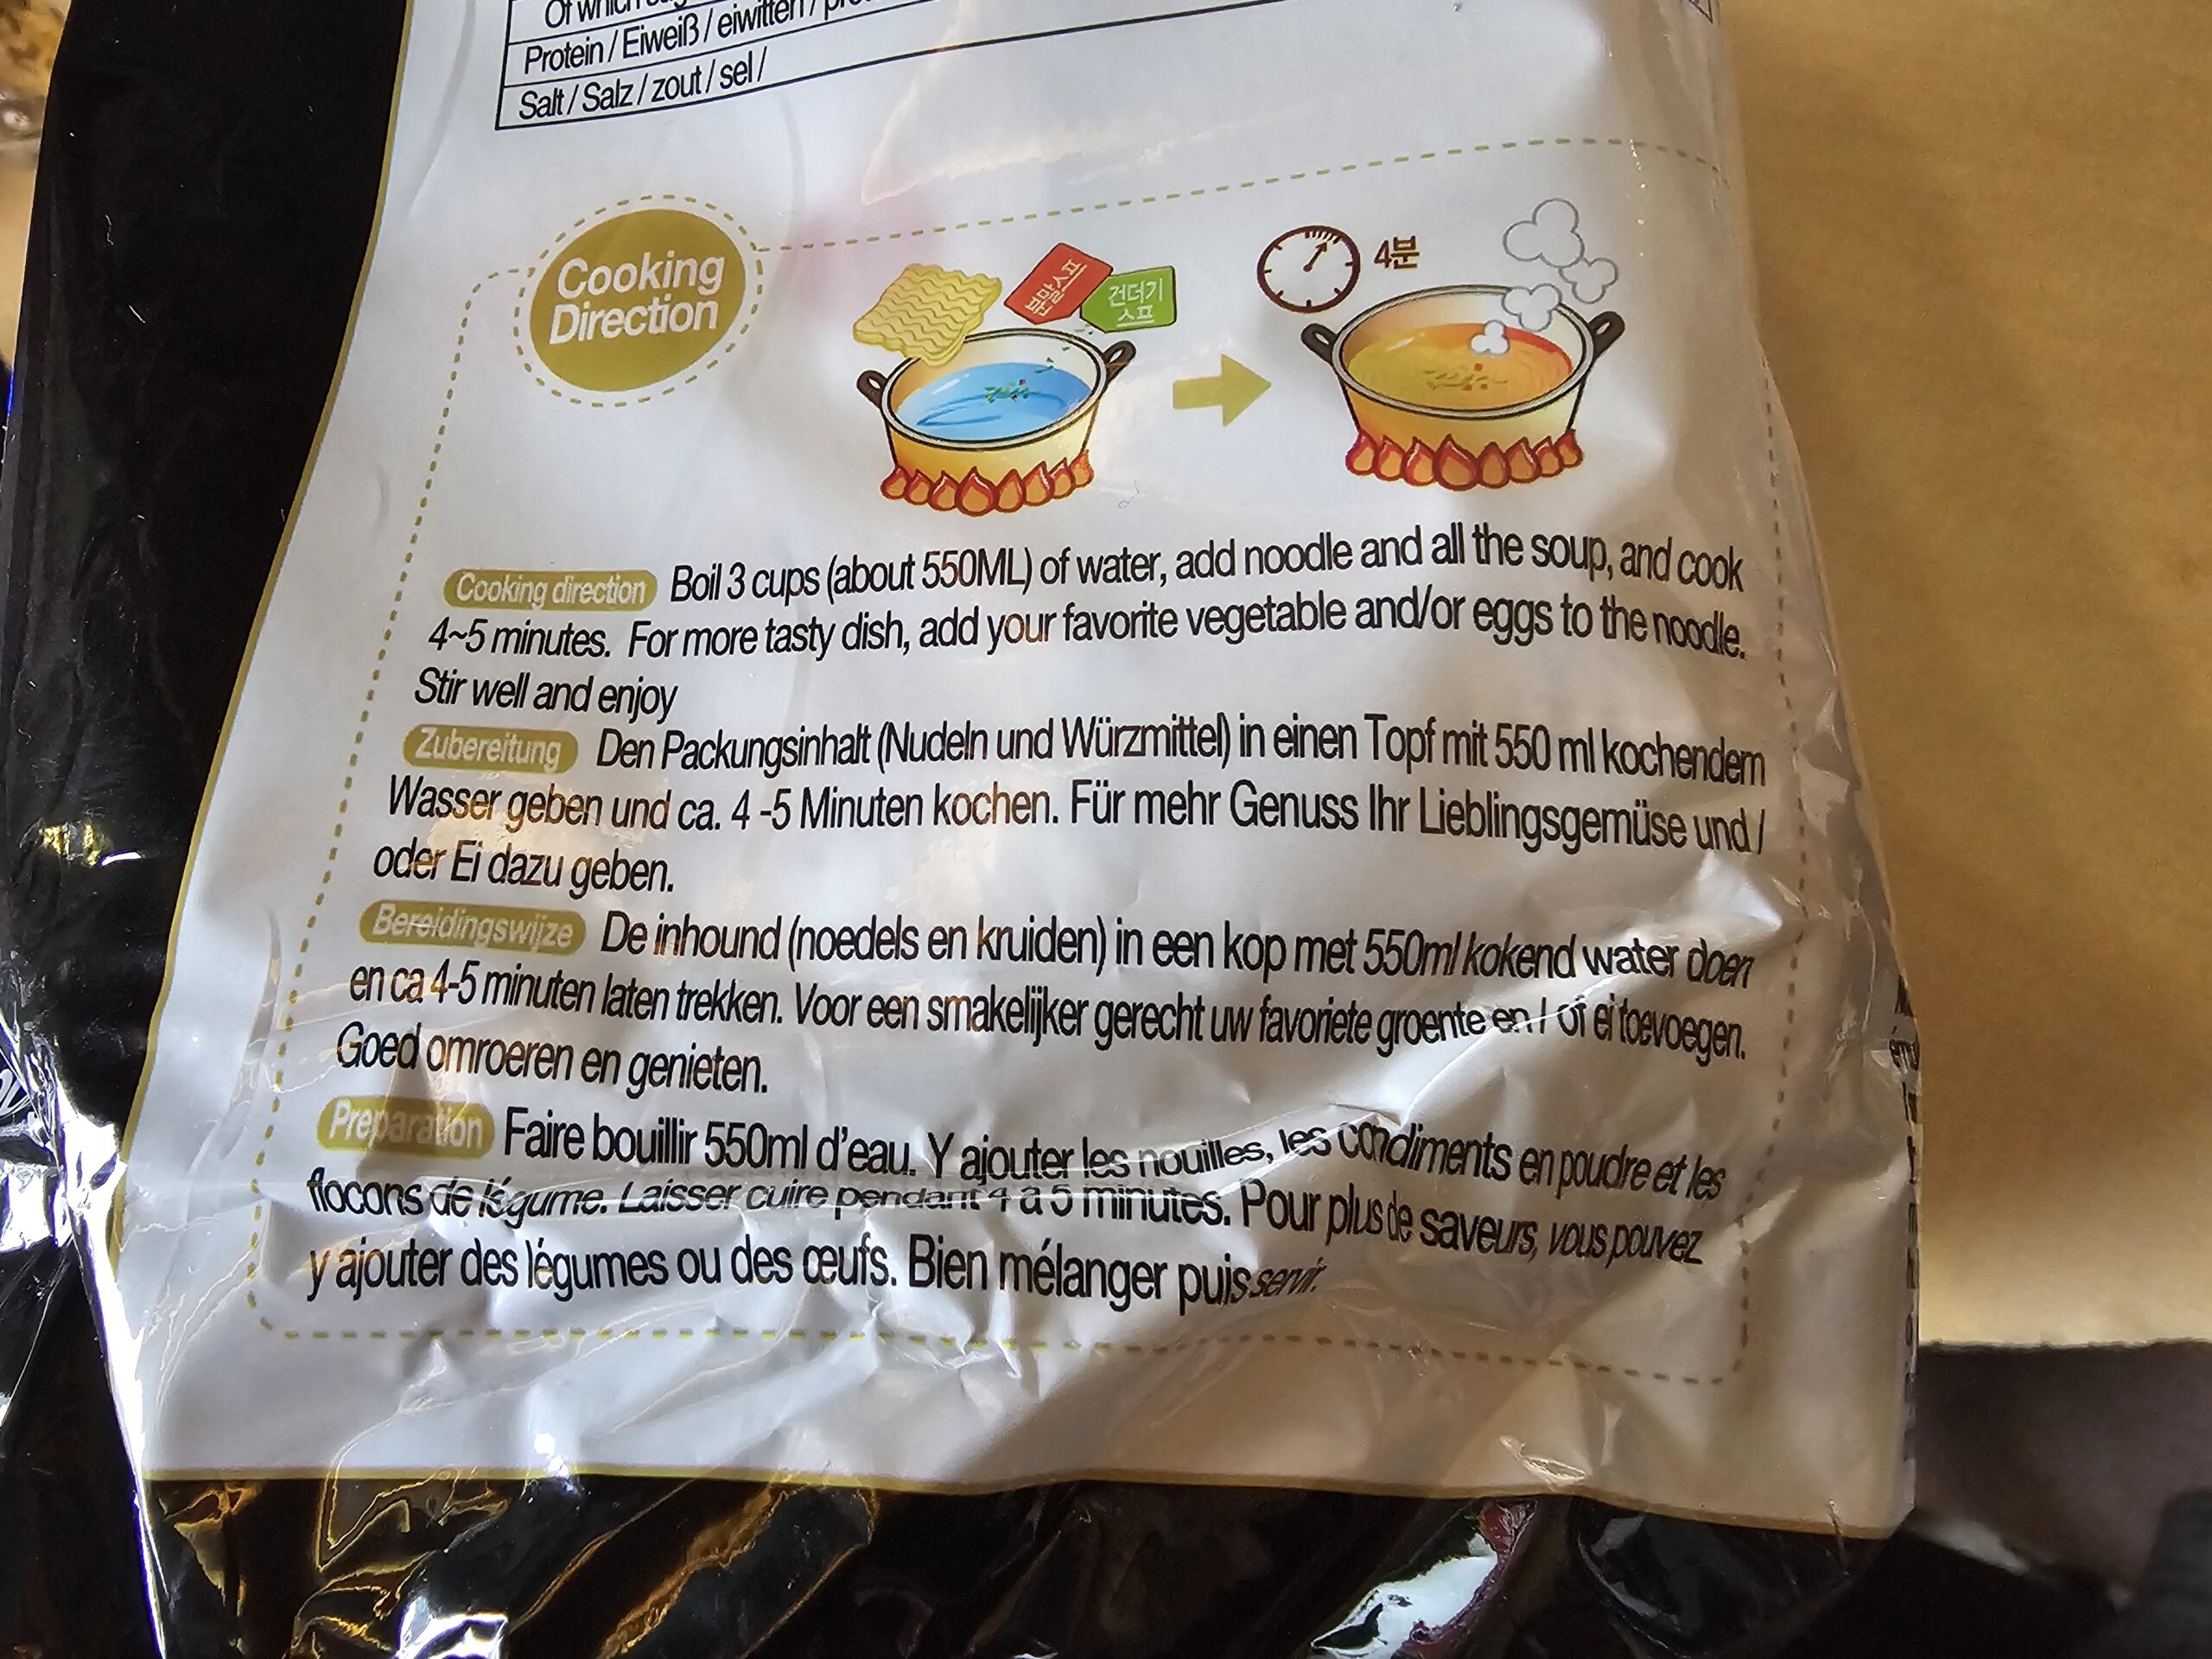 Of which
Protein / Eiweiß / eiwitten /
Salt / Salz / zout / sel /
Cooking
Direction
분말스프
건더기
스프
4분
Cooking direction Boil 3 cups (about 550ML) of water, add noodle and all the soup, and cook
4~5 minutes. For more tasty dish, add your favorite vegetable and/or eggs to the noodle.
Stir well and enjoy
Zubereitung Den Packungsinhalt (Nudeln und Würzmittel) in einen Topf mit 550 ml kochendem
Wasser geben und ca. 4 -5 Minuten kochen. Für mehr Genuss Ihr Lieblingsgemüse und /
oder Ei dazu geben.
Bereidingswijze De inhound (noedels en kruiden) in een kop met 550ml kokend water doen
en ca 4-5 minuten laten trekken. Voor een smakelijker gerecht uw favoriete groente en / of ei toevoegen.
Goed omroeren en genieten.
Preparation Faire bouillir 550ml d'eau. Y ajouter les nouilles, les condiments en poudre et les
flocons de légume. Laisser cuire pendant 4 à 5 minutes. Pour plus de saveurs, vous pouvez
y ajouter des légumes ou des œufs. Bien mélanger puis servir.